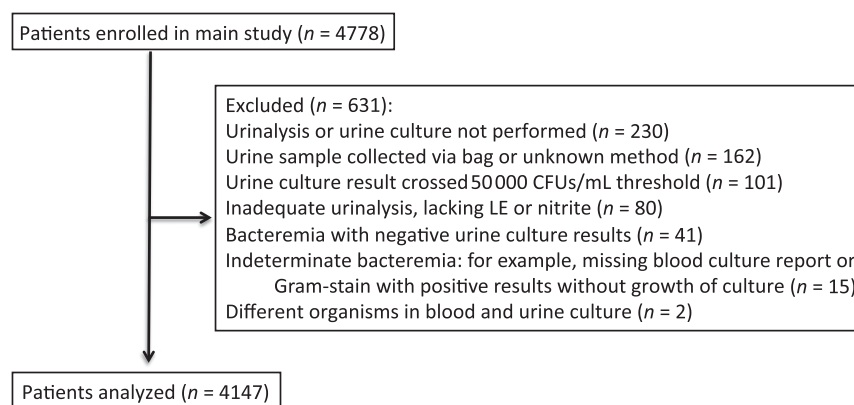 Patients enrolled in main study (n = 4778)
Excluded (n = 631):
Urinalysis or urine culture not performed (n = 230)
Urine sample collected via bag or unknown method (n = 162)
Urine culture result crossed 50 000 CFUs/mL threshold (n = 101)
Inadequate urinalysis, lacking LE or nitrite (n = 80)
Bacteremia with negative urine culture results (n = 41)
Indeterminate bacteremia: for example, missing blood culture report or
Gram-stain with positive results without growth of culture (n = 15)
Different organisms in blood and urine culture (n = 2)
Patients analyzed (n = 4147)